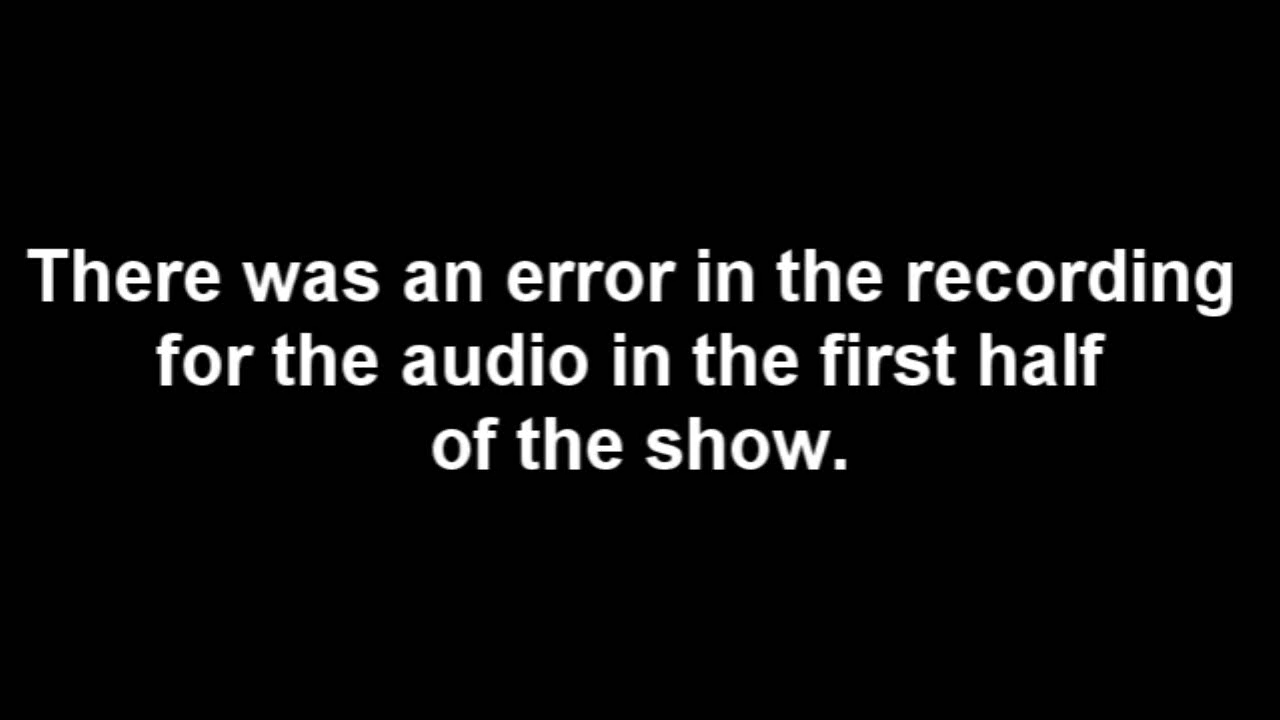 There was an error in the recording
for the audio in the first half
of the show.